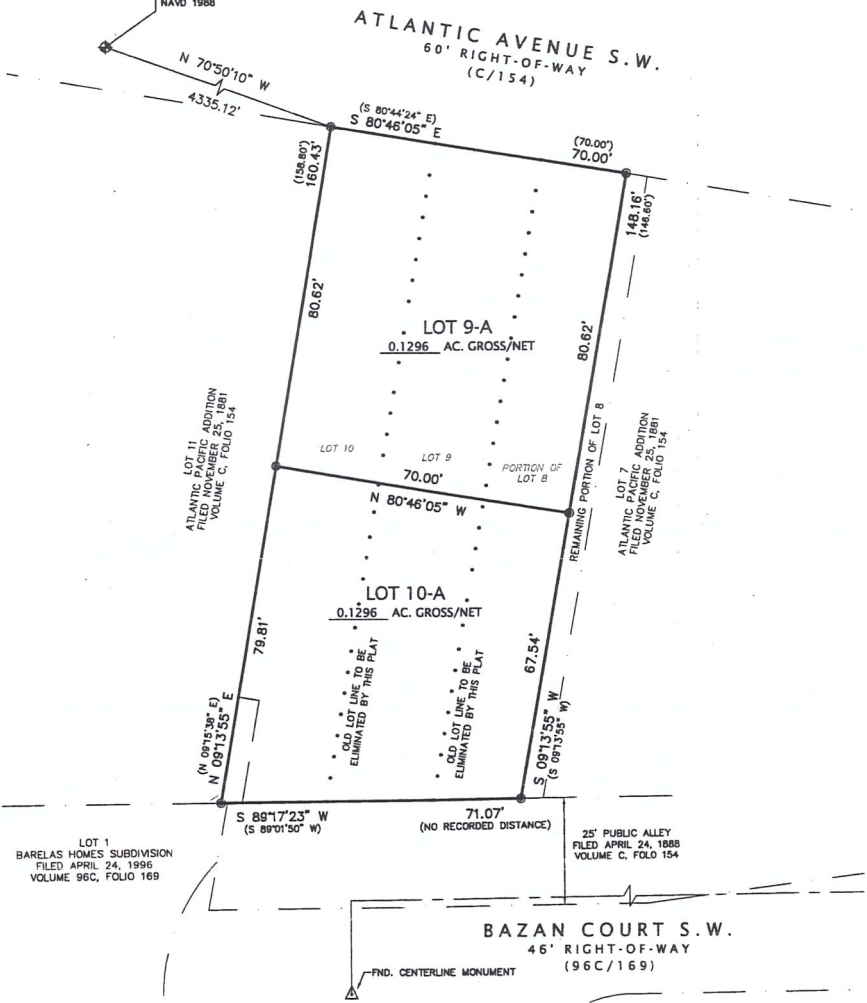 NAVD 1988
ATLANTIC AVENUE S.W.
60' RIGHT-OF-WAY
(C/154)
N 70°50'10" W
4335.12'
(S 80°44'24" E)
S 80°46'05" E
(70.00')
70.00'
(158.80')
160.43'
148.16'
(146.60')
80.62'
80.62'
LOT 9-A
0.1296 AC. GROSS/NET
LOT 11
ATLANTIC PACIFIC ADDITION
FILED NOVEMBER 25, 1881
VOLUME C, FOLIO 154
LOT 10
LOT 9
PORTION OF
LOT 8
70.00'
N 80°46'05" W
REMAINING PORTION OF LOT 8
LOT 7
ATLANTIC PACIFIC ADDITION
FILED NOVEMBER 25, 1881
VOLUME C, FOLIO 154
LOT 10-A
0.1296 AC. GROSS/NET
79.81'
67.54'
OLD LOT LINE TO BE
ELIMINATED BY THIS PLAT
OLD LOT LINE TO BE
ELIMINATED BY THIS PLAT
(N 09°15'38" E)
N 09°13'55" E
S 09°13'55" W
(S 09°13'55" W)
S 89°17'23" W
(S 89°01'50" W)
71.07'
(NO RECORDED DISTANCE)
LOT 1
BARELAS HOMES SUBDIVISION
FILED APRIL 24, 1996
VOLUME 96C, FOLIO 169
25' PUBLIC ALLEY
FILED APRIL 24, 1888
VOLUME C, FOLO 154
BAZAN COURT S.W.
46' RIGHT-OF-WAY
(96C/169)
FND. CENTERLINE MONUMENT